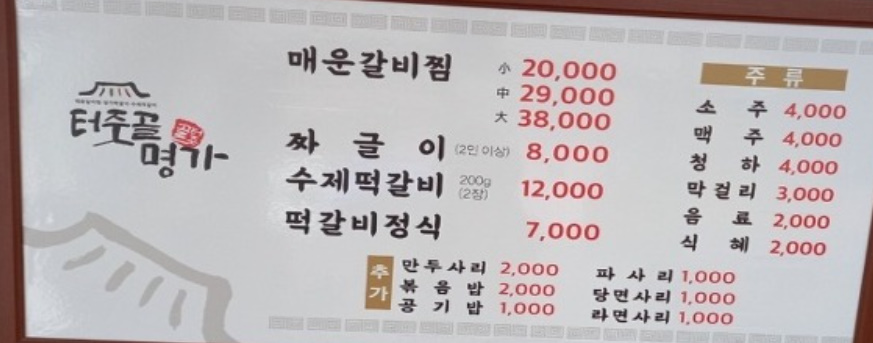 터줏골
명가
매운갈비찜 小 20,000
中 29,000
大 38,000
짜글이 (2인 이상) 8,000
수제떡갈비 200g (2장) 12,000
떡갈비정식 7,000
주류
소주 4,000
맥주 4,000
청하 4,000
막걸리 3,000
음료 2,000
식혜 2,000
추가
만두사리 2,000
볶음밥 2,000
공기밥 1,000
파사리 1,000
당면사리 1,000
라면사리 1,000